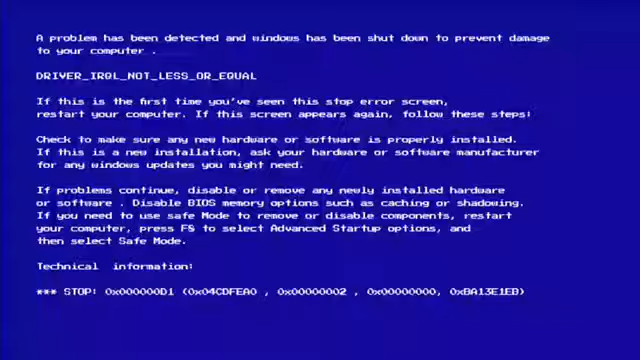 A problem has been detected and windows has been shut down to prevent damage
to your computer .
DRIVER_IRQL_NOT_LESS_OR_EQUAL
If this is the first time you've seen this stop error screen,
restart your computer. If this screen appears again, follow these steps:
Check to make sure any new hardware or software is properly installed.
If this is a new installation, ask your hardware or software manufacturer
for any windows updates you might need.
If problems continue, disable or remove any newly installed hardware
or software . Disable BIOS memory options such as caching or shadowing.
If you need to use safe Mode to remove or disable components, restart
your computer, press F8 to select Advanced Startup options, and
then select Safe Mode.
Technical information:
*** STOP: 0x000000D1 (0x04CDFEA0 , 0x00000002 , 0x00000000, 0xBA13E1EB)